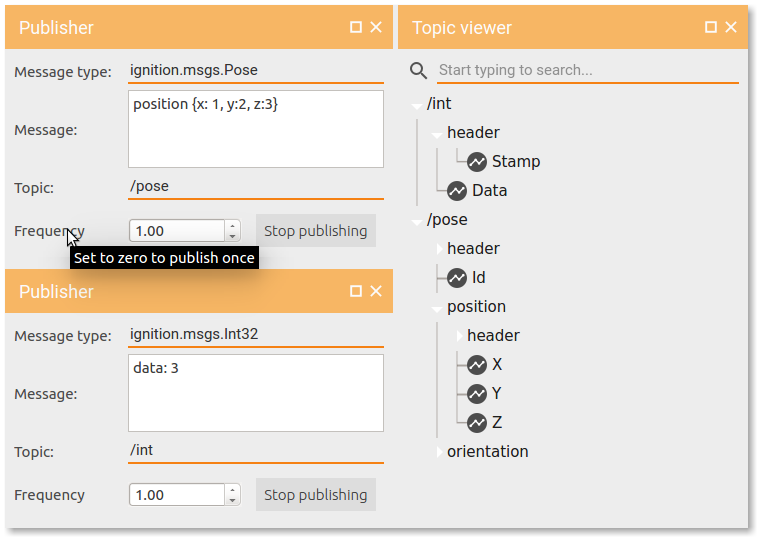 Publisher
Message type: ignition.msgs.Pose
Message: position {x: 1, y:2, z:3}
Topic: /pose
Frequency 1.00 Stop publishing
Set to zero to publish once
Publisher
Message type: ignition.msgs.Int32
Message: data: 3
Topic: /int
Frequency 1.00 Stop publishing
Topic viewer
Start typing to search...
/int
header
Stamp
Data
/pose
header
Id
position
header
X
Y
Z
orientation